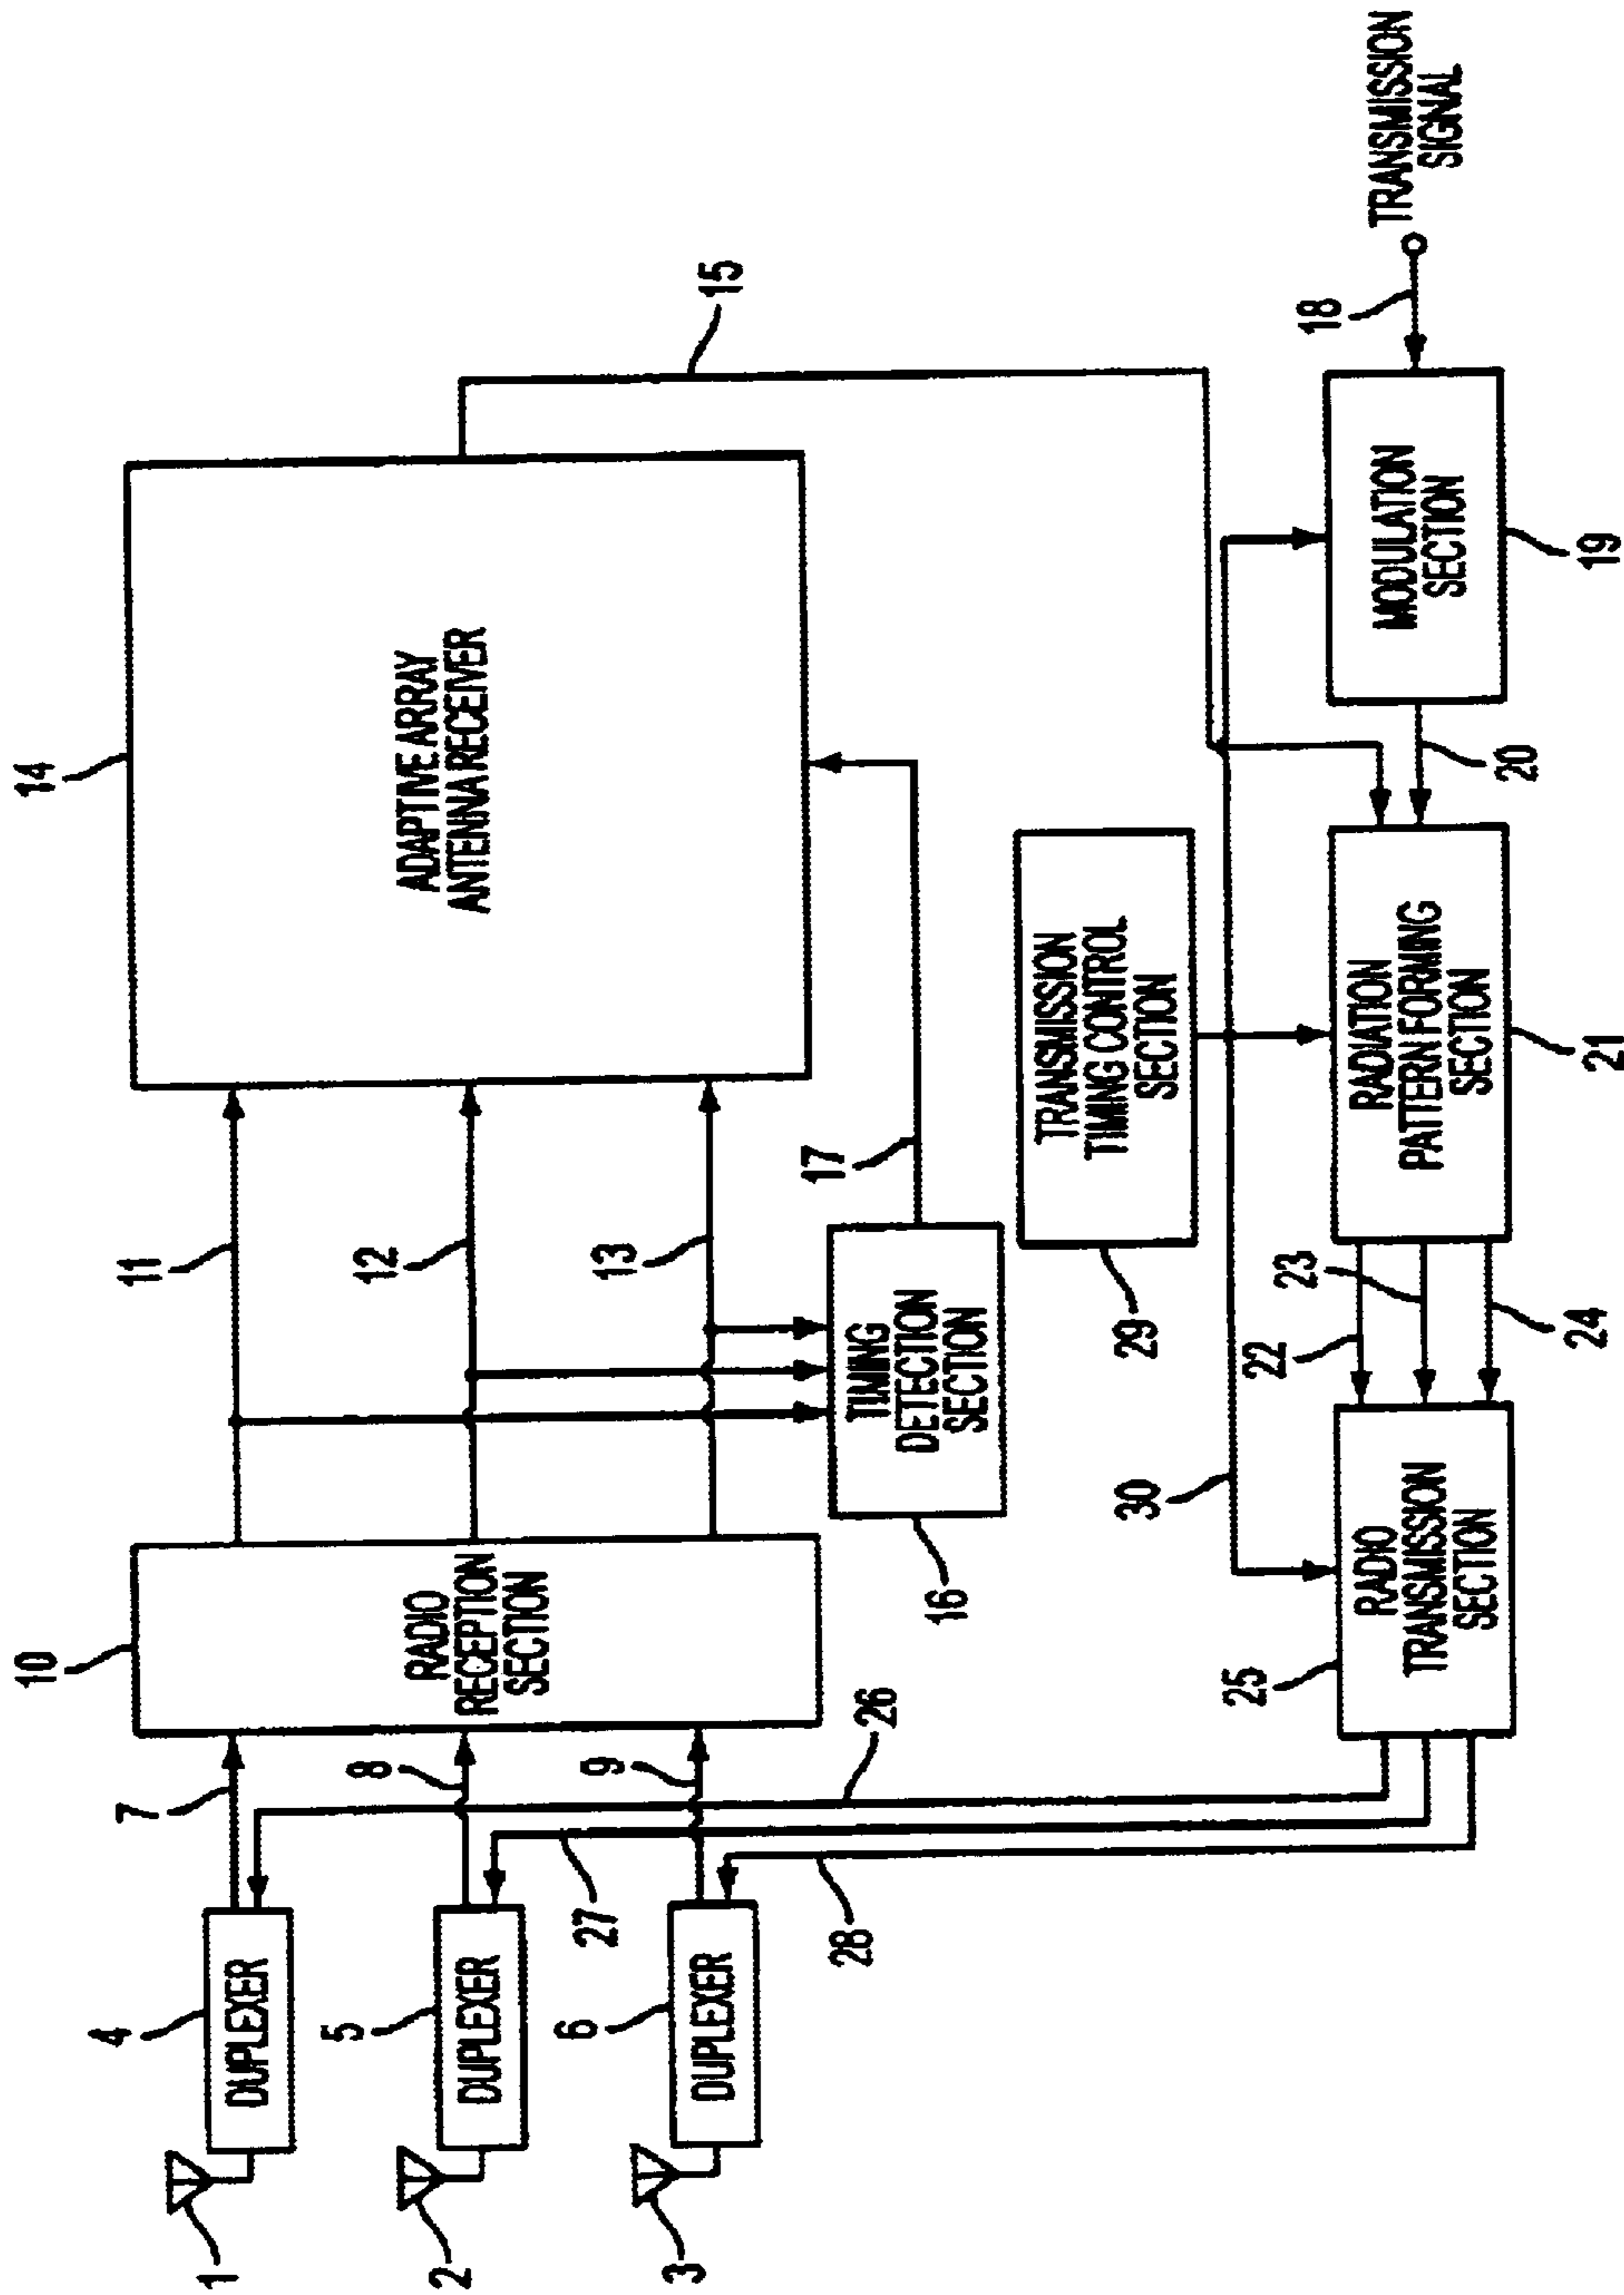 14
ADAPTIVE ARRAY
ANTENNA RECEIVER
15
10
RADIO
RECEPTION
SECTION
11
12
13
7
8
9
4
DUPLEXER
5
DUPLEXER
6
DUPLEXER
1
2
3
TIMING
DETECTION
SECTION
16
17
TRANSMISSION
TIMING CONTROL
SECTION
29
30
26
27
28
25
RADIO
TRANSMISSION
SECTION
22
23
24
RADIATION
PATTERN FORMING
SECTION
21
20
MODULATION
SECTION
19
18
TRANSMISSION
SIGNAL